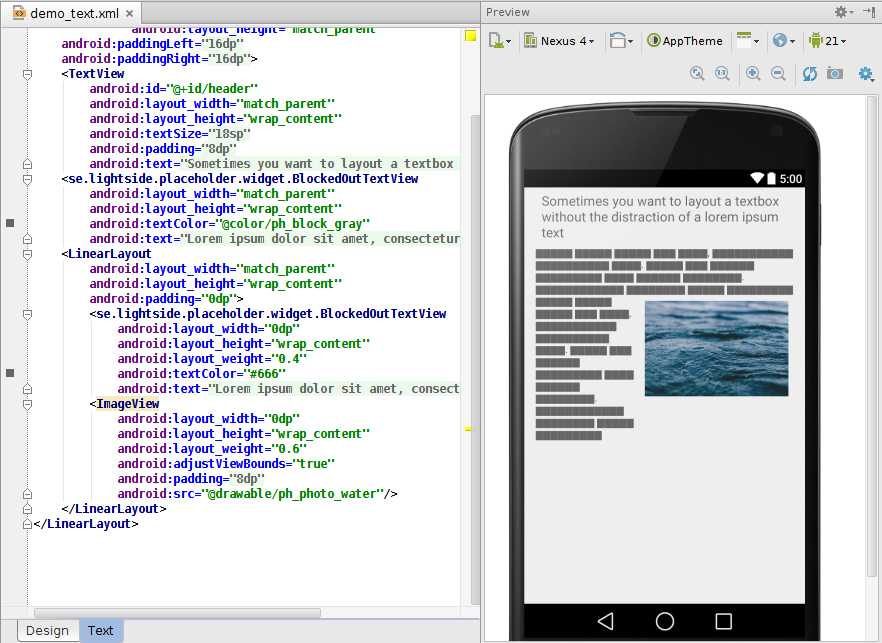 demo_text.xml
Preview
android:layout_height="match_parent"
android:paddingLeft="16dp"
android:paddingRight="16dp">
<TextView
android:id="@+id/header"
android:layout_width="match_parent"
android:layout_height="wrap_content"
android:textSize="18sp"
android:padding="8dp"
android:text="Sometimes you want to layout a textbox
<se.lightside.placeholder.widget.BlockedOutTextView
android:layout_width="match_parent"
android:layout_height="wrap_content"
android:textColor="@color/ph_block_gray"
android:text="Lorem ipsum dolor sit amet, consectetur
<LinearLayout
android:layout_width="match_parent"
android:layout_height="wrap_content"
android:padding="0dp">
<se.lightside.placeholder.widget.BlockedOutTextView
android:layout_width="0dp"
android:layout_height="wrap_content"
android:layout_weight="0.4"
android:textColor="#666"
android:text="Lorem ipsum dolor sit amet, consect
<ImageView
android:layout_width="0dp"
android:layout_height="wrap_content"
android:layout_weight="0.6"
android:adjustViewBounds="true"
android:padding="8dp"
android:src="@drawable/ph_photo_water"/>
</LinearLayout>
</LinearLayout>
Design Text
Nexus 4 AppTheme 21
1:1
5:00
Sometimes you want to layout a textbox
without the distraction of a lorem ipsum
text